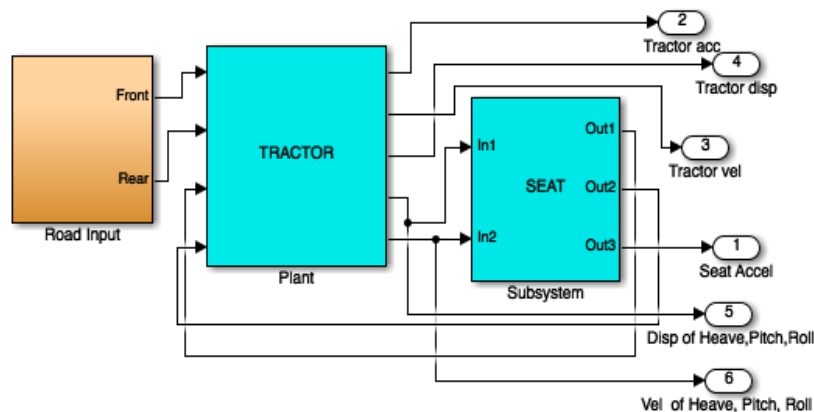 2
Tractor acc
4
Tractor disp
Front
Rear
Road Input
TRACTOR
Plant
In1
In2
SEAT
Out1
Out2
Out3
Subsystem
3
Tractor vel
1
Seat Accel
5
Disp of Heave,Pitch,Roll
6
Vel of Heave, Pitch, Roll